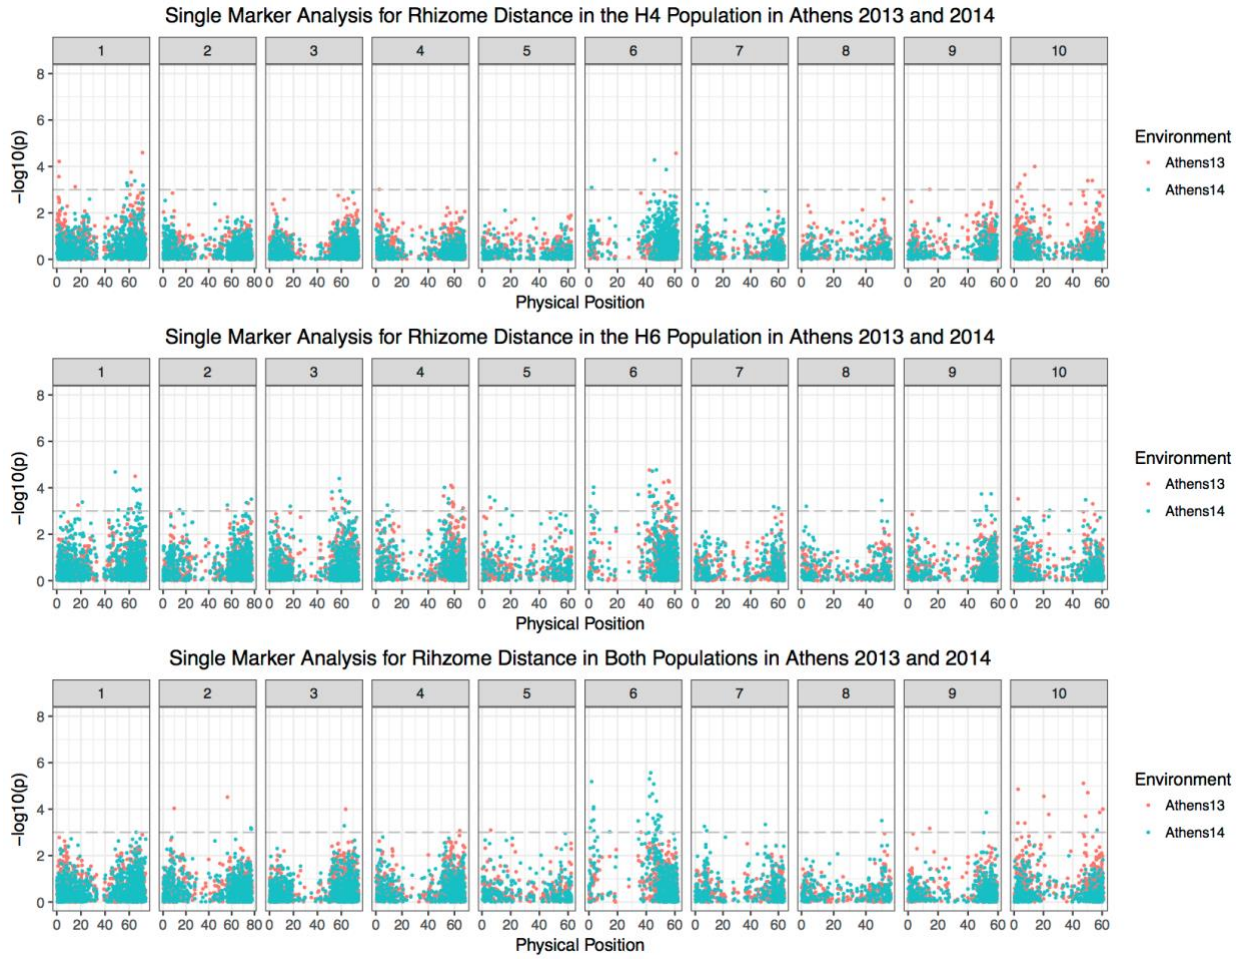 Single Marker Analysis for Rhizome Distance in the H4 Population in Athens 2013 and 2014
1 2 3 4 5 6 7 8 9 10
8
6
4
2
0
−log10(p)
0 20 40 60 0 20 40 60 80 0 20 40 60 0 20 40 60 0 20 40 60 0 20 40 60 0 20 40 60 0 20 40 0 20 40 60 0 20 40 60
Physical Position
Environment
Athens13
Athens14
Single Marker Analysis for Rhizome Distance in the H6 Population in Athens 2013 and 2014
1 2 3 4 5 6 7 8 9 10
8
6
4
2
0
−log10(p)
0 20 40 60 0 20 40 60 80 0 20 40 60 0 20 40 60 0 20 40 60 0 20 40 60 0 20 40 60 0 20 40 0 20 40 60 0 20 40 60
Physical Position
Environment
Athens13
Athens14
Single Marker Analysis for Rihzome Distance in Both Populations in Athens 2013 and 2014
1 2 3 4 5 6 7 8 9 10
8
6
4
2
0
−log10(p)
0 20 40 60 0 20 40 60 80 0 20 40 60 0 20 40 60 0 20 40 60 0 20 40 60 0 20 40 60 0 20 40 0 20 40 60 0 20 40 60
Physical Position
Environment
Athens13
Athens14